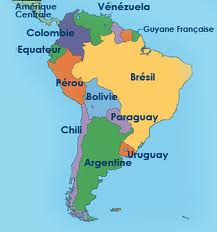 Amérique
Centrale
Vénézuela
Guyane Française
Colombie
Equateur
Brésil
Pérou
Bolivie
Paraguay
Chili
Uruguay
Argentine